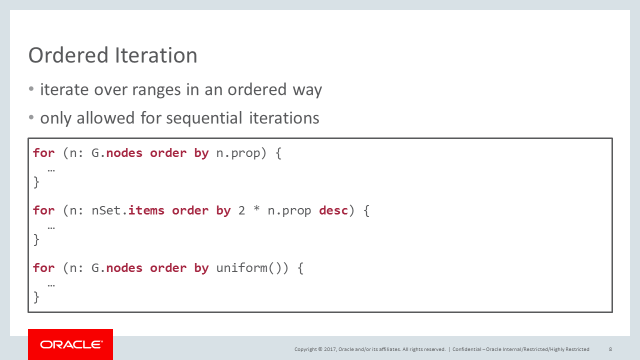 Ordered Iteration
• iterate over ranges in an ordered way
• only allowed for sequential iterations
for (n: G.nodes order by n.prop) {
…
}
for (n: nSet.items order by 2 * n.prop desc) {
…
}
for (n: G.nodes order by uniform()) {
…
}
ORACLE
Copyright © 2017, Oracle and/or its affiliates. All rights reserved. | Confidential – Oracle Internal/Restricted/Highly Restricted 8